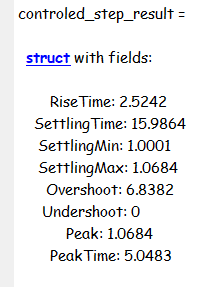 controled_step_result =
struct with fields:
RiseTime: 2.5242
SettlingTime: 15.9864
SettlingMin: 1.0001
SettlingMax: 1.0684
Overshoot: 6.8382
Undershoot: 0
Peak: 1.0684
PeakTime: 5.0483